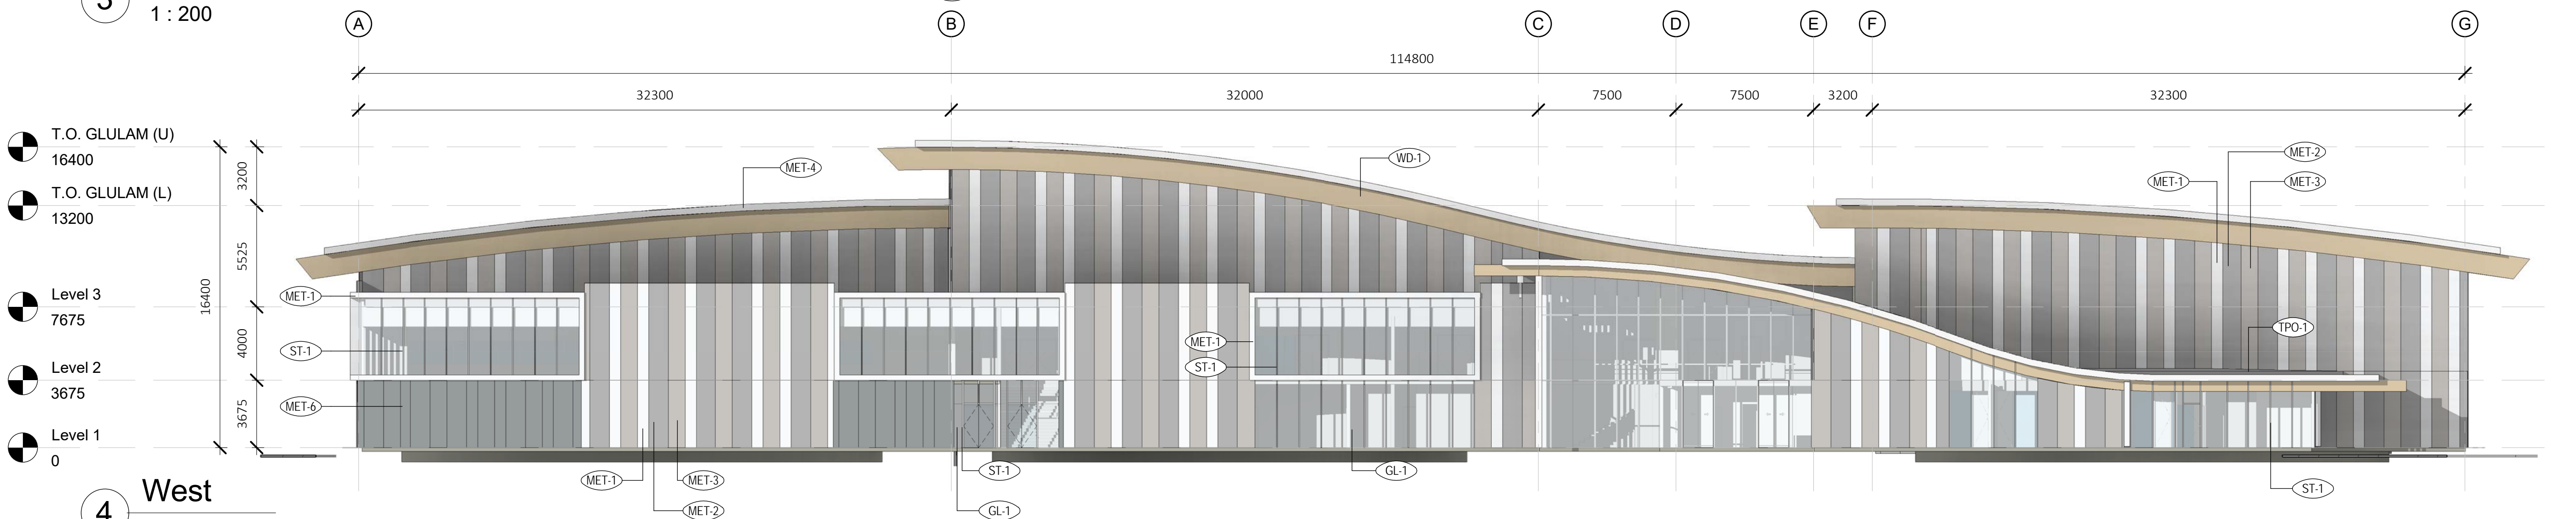 1 : 200
A
B
C
D
E
F
G
114800
32300
32000
7500
7500
3200
32300
T.O. GLULAM (U)
16400
T.O. GLULAM (L)
13200
Level 3
7675
Level 2
3675
Level 1
0
16400
3200
5525
4000
3675
MET-4
WD-1
MET-2
MET-1
MET-3
MET-1
TPO-1
ST-1
MET-1
ST-1
MET-6
MET-1
MET-3
MET-2
ST-1
GL-1
GL-1
ST-1
4
West